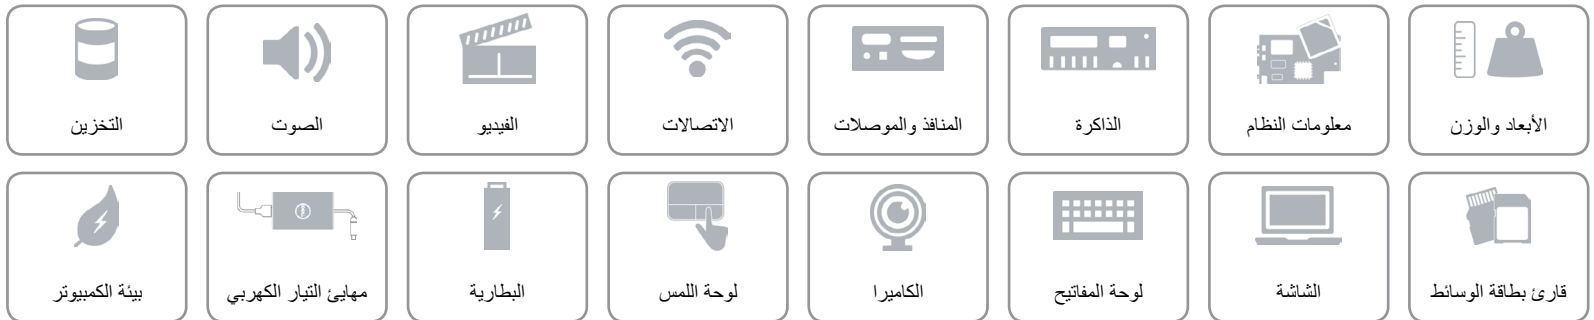 الأبعاد والوزن
معلومات النظام
الذاكرة
المنافذ والموصلات
الاتصالات
الفيديو
الصوت
التخزين
قارئ بطاقة الوسائط
الشاشة
لوحة المفاتيح
الكاميرا
لوحة اللمس
البطارية
مهايئ التيار الكهربي
بيئة الكمبيوتر